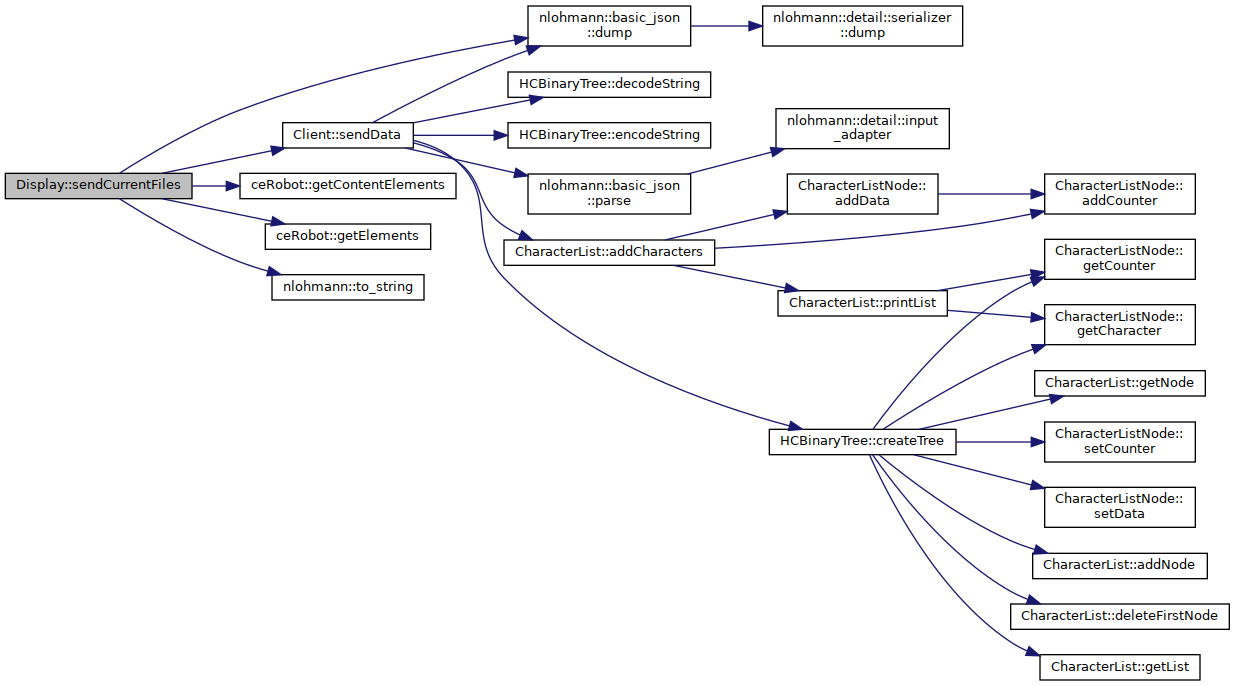 nlohmann::basic_json
::dump
nlohmann::detail::serializer
::dump
HCBinaryTree::decodeString
Client::sendData
HCBinaryTree::encodeString
nlohmann::detail::input
_adapter
Display::sendCurrentFiles
ceRobot::getContentElements
nlohmann::basic_json
::parse
CharacterListNode::
addData
CharacterListNode::
addCounter
ceRobot::getElements
CharacterList::addCharacters
CharacterListNode::
getCounter
nlohmann::to_string
CharacterList::printList
CharacterListNode::
getCharacter
CharacterList::getNode
HCBinaryTree::createTree
CharacterListNode::
setCounter
CharacterListNode::
setData
CharacterList::addNode
CharacterList::deleteFirstNode
CharacterList::getList